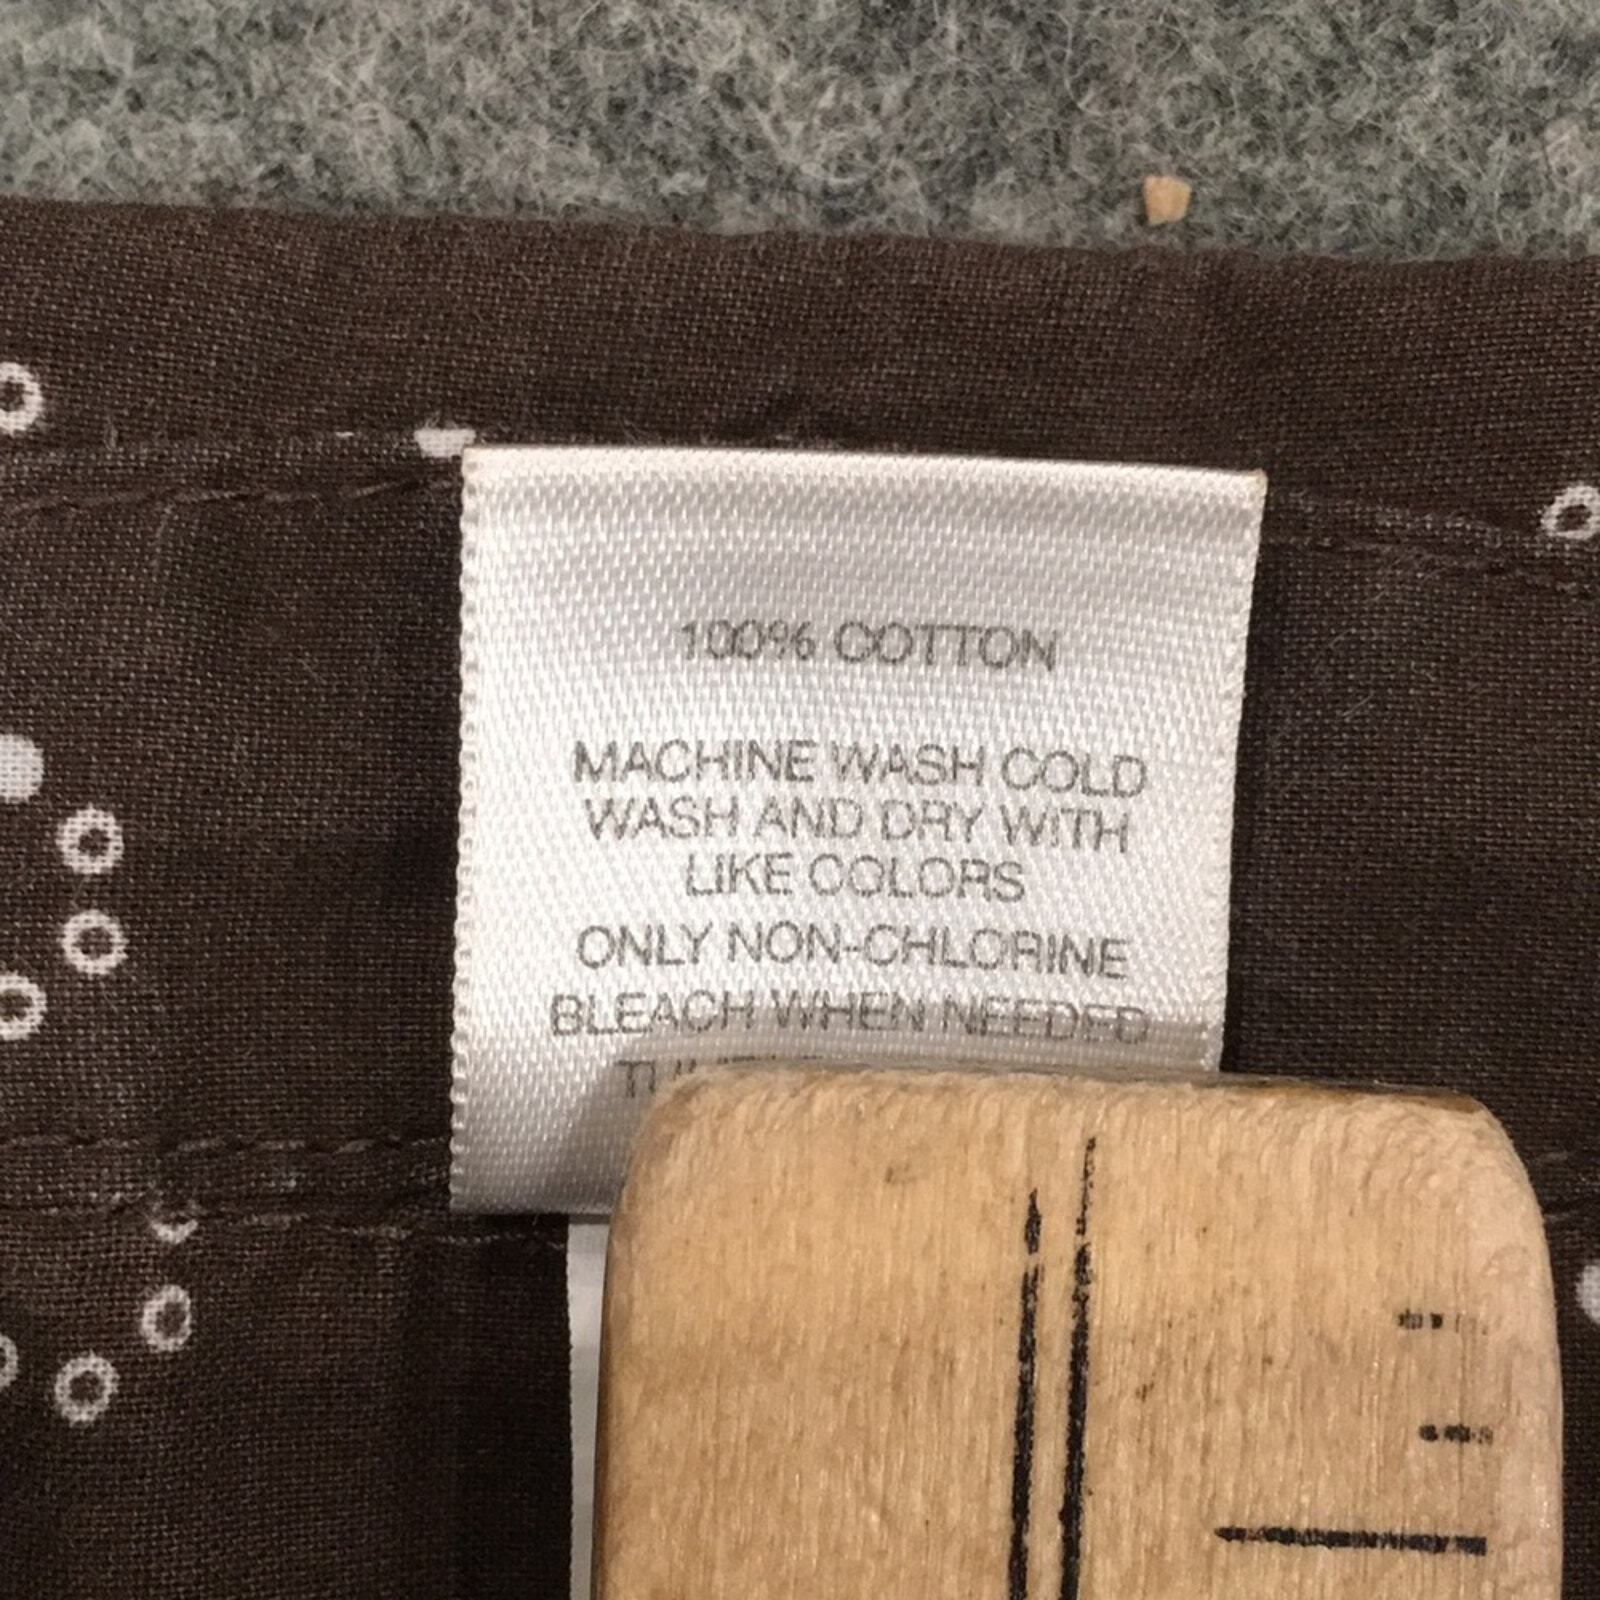 100% COTTON
MACHINE WASH COLD
WASH AND DRY WITH
LIKE COLORS
ONLY NON-CHLORINE
BLEACH WHEN NEEDED